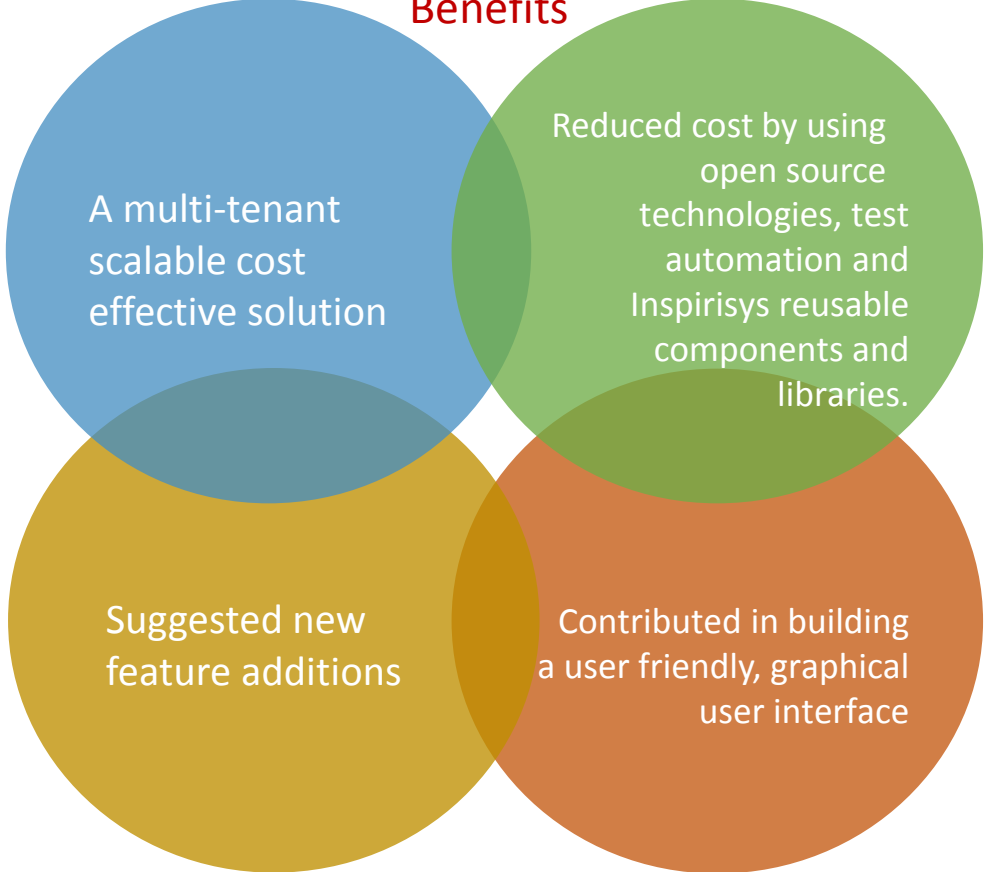 Benefits
A multi-tenant
scalable cost
effective solution
Reduced cost by using
open source
technologies, test
automation and
Inspirisys reusable
components and
libraries.
Suggested new
feature additions
Contributed in building
a user friendly, graphical
user interface